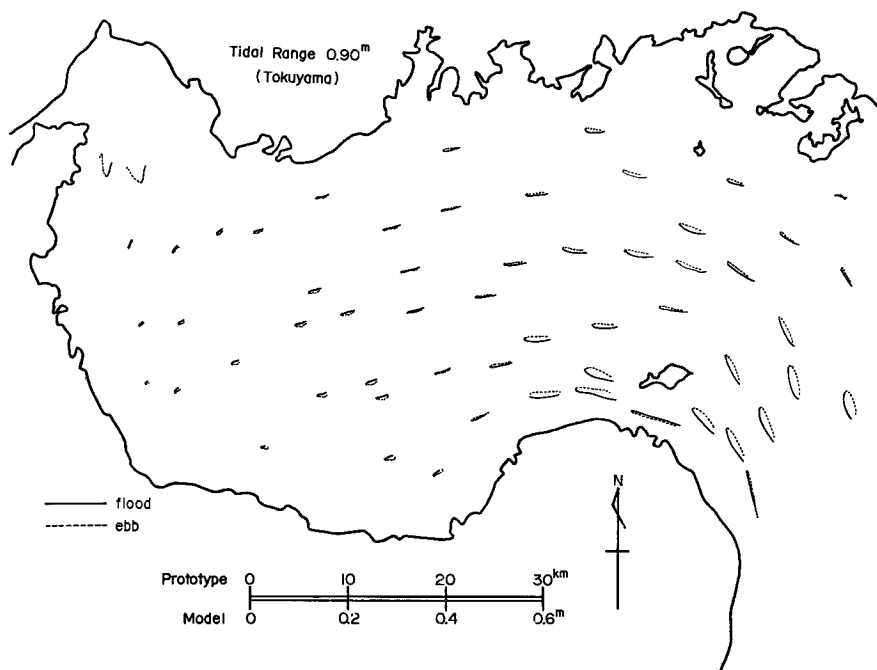 Tidal Range 0.90m
(Tokuyama)
flood
ebb
N
Prototype 0 10 20 30km
Model 0 0.2 0.4 0.6m